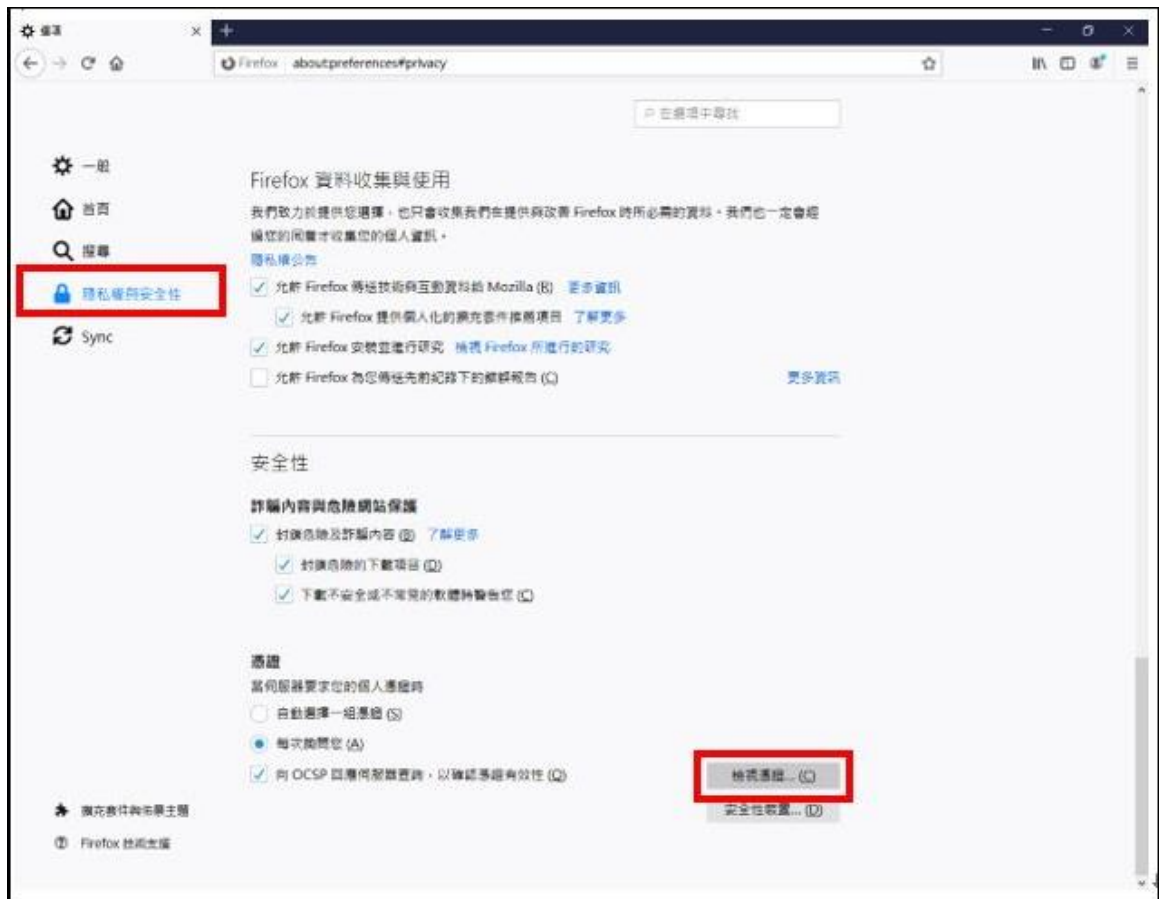 選項
Firefox about:preferences#privacy
在選項中尋找
一般
首頁
搜尋
隱私權與安全性
Sync
Firefox 資料收集與使用
我們致力於提供您選擇，也只會收集我們在提供與改善 Firefox 時所必需的資料。我們也一定會經
過您的同意才收集您的個人資訊。
隱私權公告
允許 Firefox 傳送技術與互動資料給 Mozilla (R) 更多資訊
允許 Firefox 提供個人化的擴充套件推薦項目 了解更多
允許 Firefox 安裝並進行研究 檢視 Firefox 所進行的研究
允許 Firefox 為您傳送先前紀錄下的錯誤報告 (C) 更多資訊
安全性
詐騙內容與危險網站保護
封鎖危險及詐騙內容 (B) 了解更多
封鎖危險的下載項目 (D)
下載不安全或不常見的軟體時警告您 (C)
憑證
當伺服器要求您的個人憑證時
自動選擇一組憑證 (S)
每次詢問您 (A)
向 OCSP 回應伺服器查詢，以確認憑證有效性 (Q)
檢視憑證... (C)
安全性裝置... (D)
擴充套件與佈景主題
Firefox 技術支援